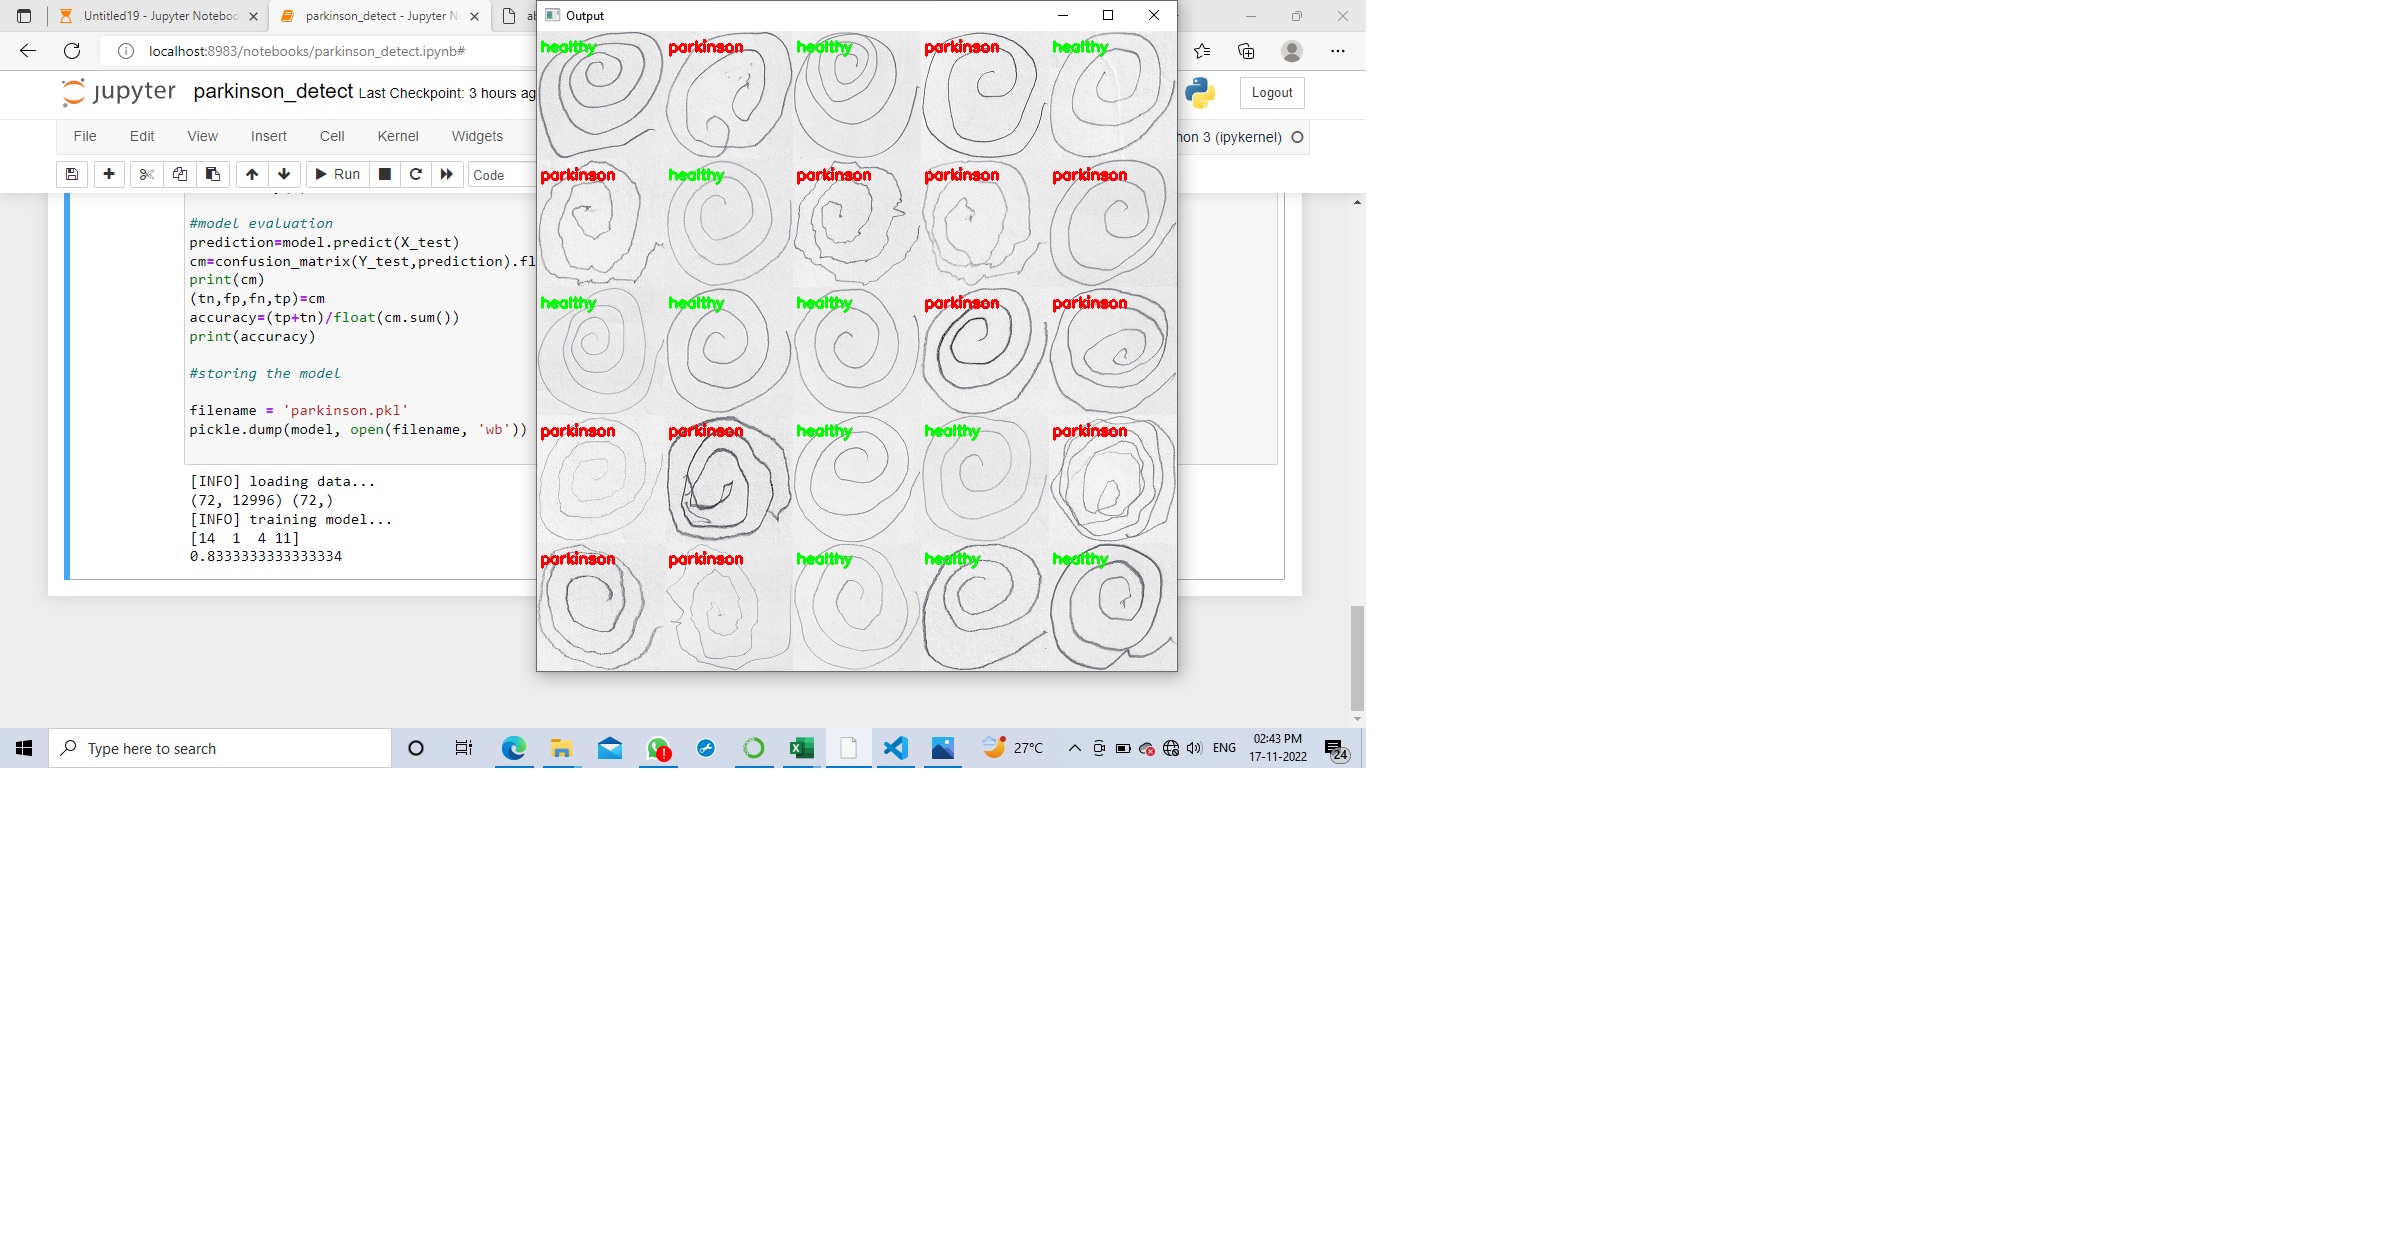 Untitled19 - Jupyter Noteboo
parkinson_detect - Jupyter N
Output
localhost:8983/notebooks/parkinson_detect.ipynb#
jupyter parkinson_detect Last Checkpoint: 3 hours ag
Logout
File Edit View Insert Cell Kernel Widgets
hon 3 (ipykernel)
Run Code
#model evaluation
prediction=model.predict(X_test)
cm=confusion_matrix(Y_test,prediction).fl
print(cm)
(tn,fp,fn,tp)=cm
accuracy=(tp+tn)/float(cm.sum())
print(accuracy)
#storing the model
filename = 'parkinson.pkl'
pickle.dump(model, open(filename, 'wb'))
[INFO] loading data...
(72, 12996) (72,)
[INFO] training model...
[14 1 4 11]
0.8333333333333334
healthy parkinson healthy parkinson healthy
parkinson healthy parkinson parkinson parkinson
healthy healthy healthy parkinson parkinson
parkinson parkinson healthy healthy parkinson
parkinson parkinson healthy healthy healthy
Type here to search
27°C
ENG
02:43 PM
17-11-2022
24